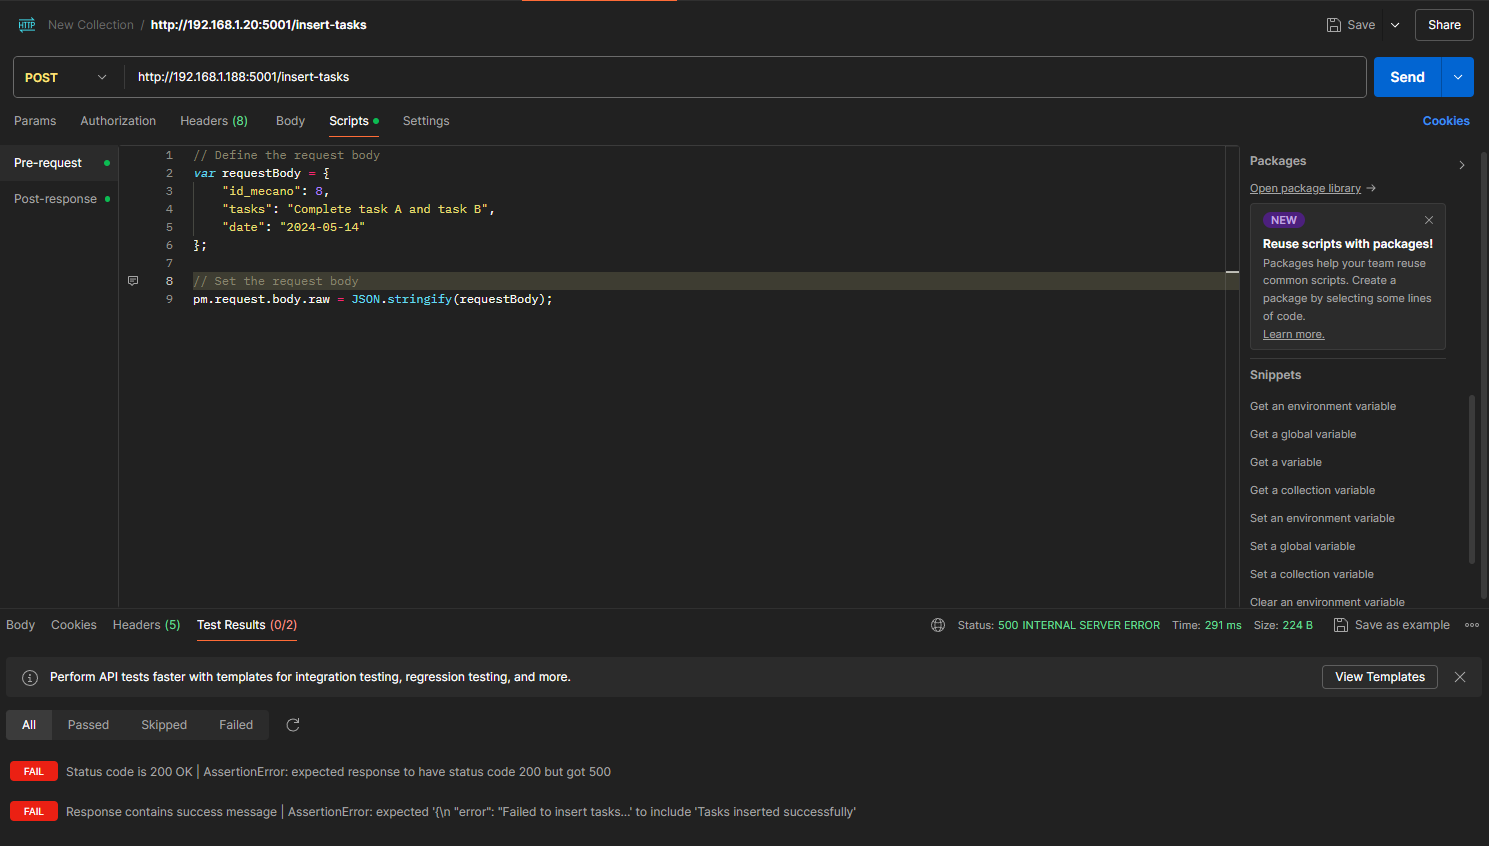 HTTP New Collection / http://192.168.1.20:5001/insert-tasks Save Share
POST http://192.168.1.188:5001/insert-tasks Send
Params Authorization Headers (8) Body Scripts Settings Cookies
Pre-request
Post-response
1 // Define the request body
2 var requestBody = {
3 "id_mecano": 8,
4 "tasks": "Complete task A and task B",
5 "date": "2024-05-14"
6 };
7
8 // Set the request body
9 pm.request.body.raw = JSON.stringify(requestBody);
Packages
Open package library →
NEW
Reuse scripts with packages!
Packages help your team reuse
common scripts. Create a
package by selecting some lines
of code.
Learn more.
Snippets
Get an environment variable
Get a global variable
Get a variable
Get a collection variable
Set an environment variable
Set a global variable
Set a collection variable
Clear an environment variable
Body Cookies Headers (5) Test Results (0/2) Status: 500 INTERNAL SERVER ERROR Time: 291 ms Size: 224 B Save as example
Perform API tests faster with templates for integration testing, regression testing, and more. View Templates
All Passed Skipped Failed
FAIL Status code is 200 OK | AssertionError: expected response to have status code 200 but got 500
FAIL Response contains success message | AssertionError: expected '{\n "error": "Failed to insert tasks…' to include 'Tasks inserted successfully'